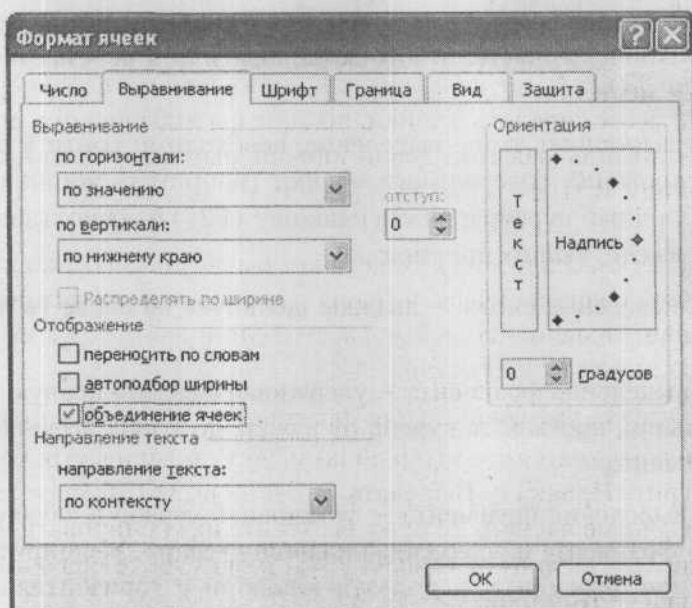 Формат ячеек
Число Выравнивание Шрифт Граница Вид Защита
Выравнивание
по горизонтали:
по значению
отступ:
0
по вертикали:
по нижнему краю
Распределять по ширине
Отображение
переносить по словам
автоподбор ширины
объединение ячеек
Направление текста
направление текста:
по контексту
Ориентация
Текст
Надпись
0 градусов
ОК Отмена